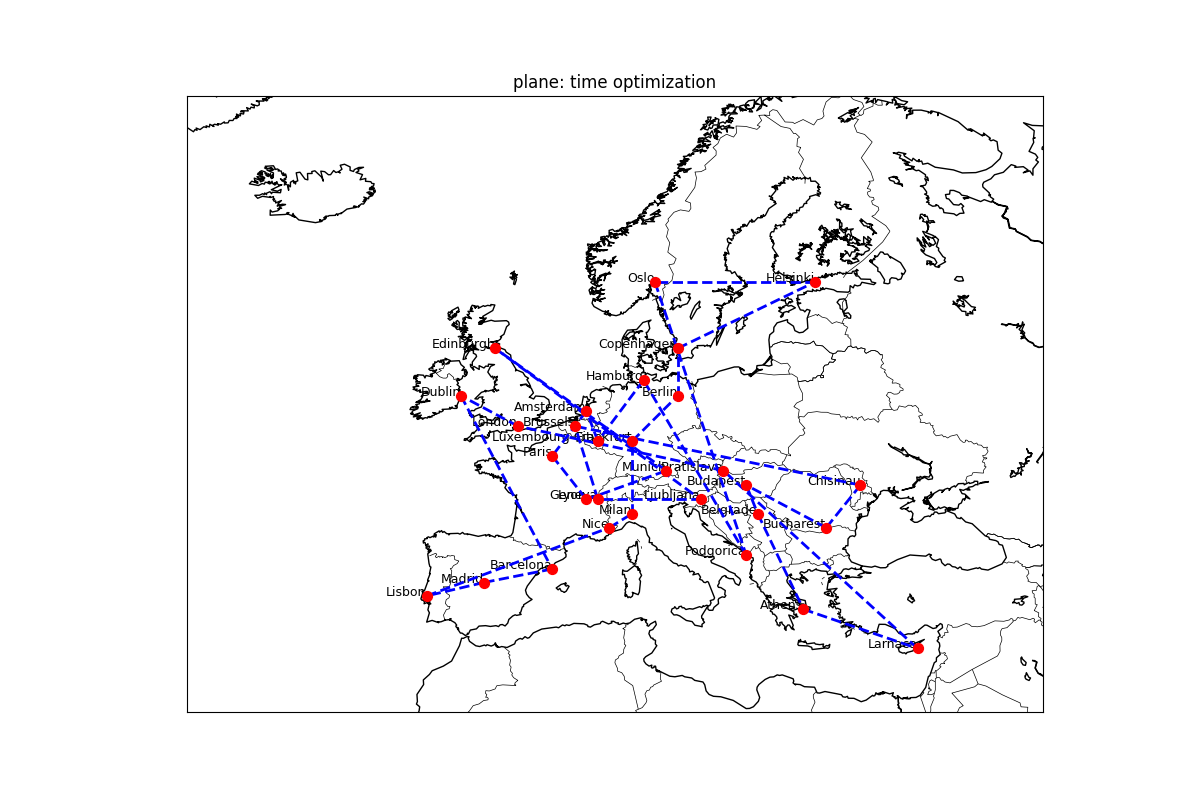 plane: time optimization
Oslo
Helsinki
Edinburgh
Copenhagen
Hamburg
Dublin
Berlin
Amsterdam
London
Brussels
Luxembourg
Frankfurt
Paris
Munich
Bratislava
Budapest
Chisinau
Geneva
Lyon
Ljubljana
Milan
Belgrade
Nice
Bucharest
Podgorica
Barcelona
Madrid
Lisbon
Athens
Larnaca